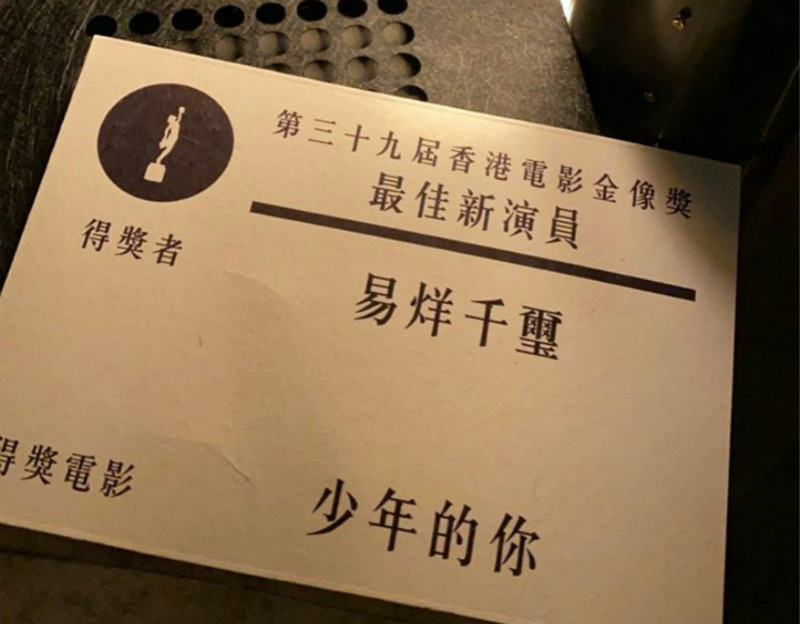 第三十九屆香港電影金像獎
最佳新演員
得獎者
易烊千璽
得獎電影
少年的你